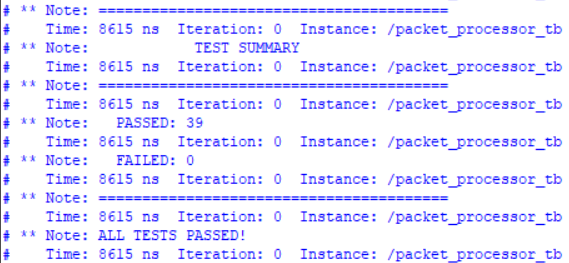 # ** Note: ========================================
#    Time: 8615 ns  Iteration: 0  Instance: /packet_processor_tb
# ** Note:            TEST SUMMARY
#    Time: 8615 ns  Iteration: 0  Instance: /packet_processor_tb
# ** Note: ========================================
#    Time: 8615 ns  Iteration: 0  Instance: /packet_processor_tb
# ** Note:   PASSED: 39
#    Time: 8615 ns  Iteration: 0  Instance: /packet_processor_tb
# ** Note:   FAILED: 0
#    Time: 8615 ns  Iteration: 0  Instance: /packet_processor_tb
# ** Note: ========================================
#    Time: 8615 ns  Iteration: 0  Instance: /packet_processor_tb
# ** Note: ALL TESTS PASSED!
#    Time: 8615 ns  Iteration: 0  Instance: /packet_processor_tb